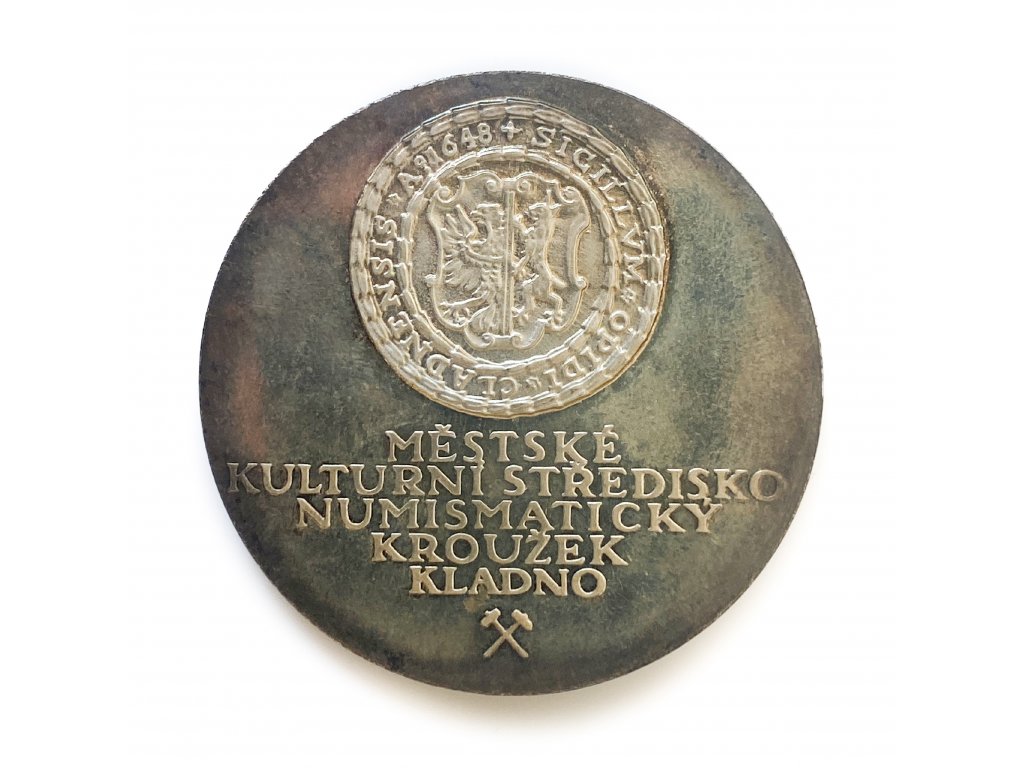 + SIGILLVM * OPIDI * CLADNENSIS * A° 1648
MĚSTSKÉ
KULTURNÍ STŘEDISKO
NUMISMATICKÝ
KROUŽEK
KLADNO